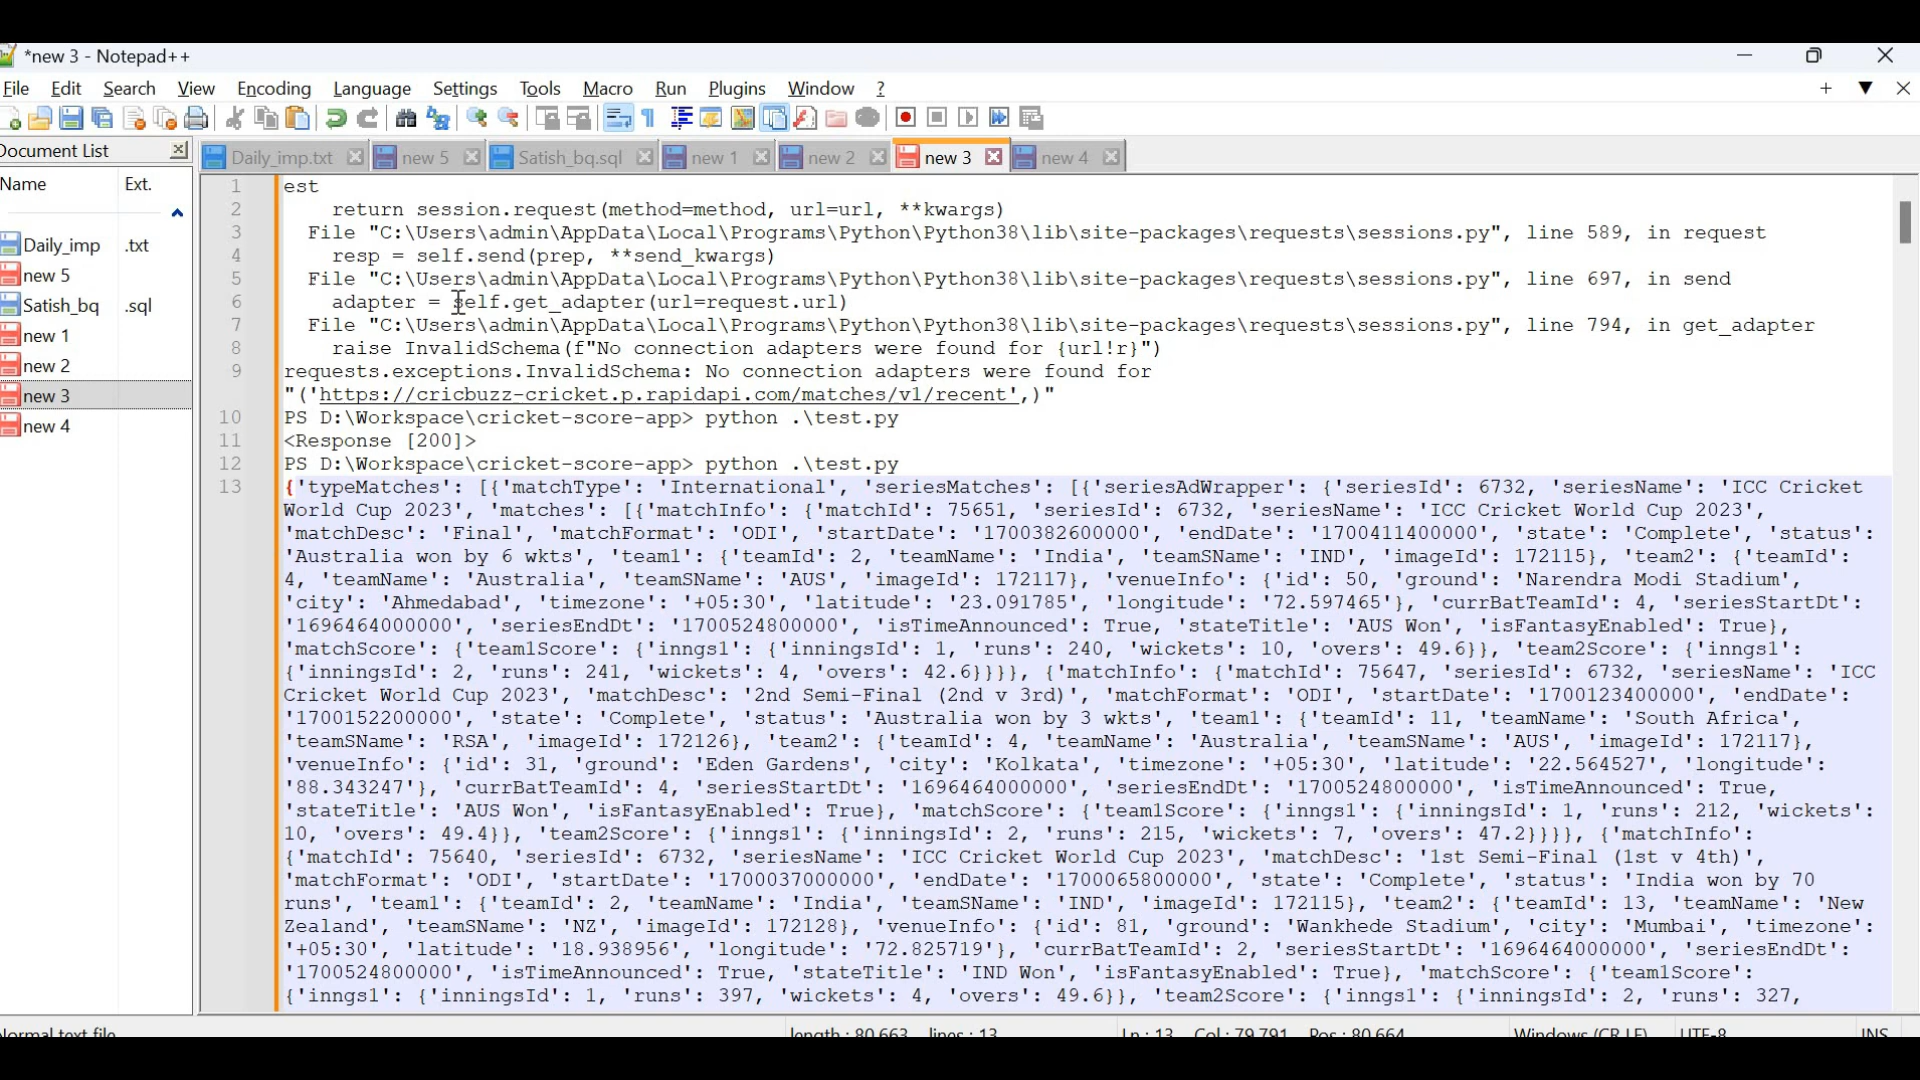 *new 3 - Notepad++
File Edit Search View Encoding Language Settings Tools Macro Run Plugins Window ?
Document List
Daily_imp.txt new 5 Satish_bq.sql new 1 new 2 new 3 new 4
Name Ext.
Daily_imp .txt
new 5
Satish_bq .sql
new 1
new 2
new 3
new 4
1 est
2 return session.request(method=method, url=url, **kwargs)
3 File "C:\Users\admin\AppData\Local\Programs\Python\Python38\lib\site-packages\requests\sessions.py", line 589, in request
4 resp = self.send(prep, **send_kwargs)
5 File "C:\Users\admin\AppData\Local\Programs\Python\Python38\lib\site-packages\requests\sessions.py", line 697, in send
6 adapter = self.get_adapter(url=request.url)
7 File "C:\Users\admin\AppData\Local\Programs\Python\Python38\lib\site-packages\requests\sessions.py", line 794, in get_adapter
8 raise InvalidSchema(f"No connection adapters were found for {url!r}")
9 requests.exceptions.InvalidSchema: No connection adapters were found for
"('https://cricbuzz-cricket.p.rapidapi.com/matches/v1/recent',)"
10 PS D:\Workspace\cricket-score-app> python .\test.py
11 <Response [200]>
12 PS D:\Workspace\cricket-score-app> python .\test.py
13 {'typeMatches': [{'matchType': 'International', 'seriesMatches': [{'seriesAdWrapper': {'seriesId': 6732, 'seriesName': 'ICC Cricket
World Cup 2023', 'matches': [{'matchInfo': {'matchId': 75651, 'seriesId': 6732, 'seriesName': 'ICC Cricket World Cup 2023',
'matchDesc': 'Final', 'matchFormat': 'ODI', 'startDate': '1700382600000', 'endDate': '1700411400000', 'state': 'Complete', 'status':
'Australia won by 6 wkts', 'team1': {'teamId': 2, 'teamName': 'India', 'teamSName': 'IND', 'imageId': 172115}, 'team2': {'teamId':
4, 'teamName': 'Australia', 'teamSName': 'AUS', 'imageId': 172117}, 'venueInfo': {'id': 50, 'ground': 'Narendra Modi Stadium',
'city': 'Ahmedabad', 'timezone': '+05:30', 'latitude': '23.091785', 'longitude': '72.597465'}, 'currBatTeamId': 4, 'seriesStartDt':
'1696464000000', 'seriesEndDt': '1700524800000', 'isTimeAnnounced': True, 'stateTitle': 'AUS Won', 'isFantasyEnabled': True},
'matchScore': {'team1Score': {'inngs1': {'inningsId': 1, 'runs': 240, 'wickets': 10, 'overs': 49.6}}, 'team2Score': {'inngs1':
{'inningsId': 2, 'runs': 241, 'wickets': 4, 'overs': 42.6}}}}, {'matchInfo': {'matchId': 75647, 'seriesId': 6732, 'seriesName': 'ICC
Cricket World Cup 2023', 'matchDesc': '2nd Semi-Final (2nd v 3rd)', 'matchFormat': 'ODI', 'startDate': '1700123400000', 'endDate':
'1700152200000', 'state': 'Complete', 'status': 'Australia won by 3 wkts', 'team1': {'teamId': 11, 'teamName': 'South Africa',
'teamSName': 'RSA', 'imageId': 172126}, 'team2': {'teamId': 4, 'teamName': 'Australia', 'teamSName': 'AUS', 'imageId': 172117},
'venueInfo': {'id': 31, 'ground': 'Eden Gardens', 'city': 'Kolkata', 'timezone': '+05:30', 'latitude': '22.564527', 'longitude':
'88.343247'}, 'currBatTeamId': 4, 'seriesStartDt': '1696464000000', 'seriesEndDt': '1700524800000', 'isTimeAnnounced': True,
'stateTitle': 'AUS Won', 'isFantasyEnabled': True}, 'matchScore': {'team1Score': {'inngs1': {'inningsId': 1, 'runs': 212, 'wickets':
10, 'overs': 49.4}}, 'team2Score': {'inngs1': {'inningsId': 2, 'runs': 215, 'wickets': 7, 'overs': 47.2}}}}, {'matchInfo':
{'matchId': 75640, 'seriesId': 6732, 'seriesName': 'ICC Cricket World Cup 2023', 'matchDesc': '1st Semi-Final (1st v 4th)',
'matchFormat': 'ODI', 'startDate': '1700037000000', 'endDate': '1700065800000', 'state': 'Complete', 'status': 'India won by 70
runs', 'team1': {'teamId': 2, 'teamName': 'India', 'teamSName': 'IND', 'imageId': 172115}, 'team2': {'teamId': 13, 'teamName': 'New
Zealand', 'teamSName': 'NZ', 'imageId': 172128}, 'venueInfo': {'id': 81, 'ground': 'Wankhede Stadium', 'city': 'Mumbai', 'timezone':
'+05:30', 'latitude': '18.938956', 'longitude': '72.825719'}, 'currBatTeamId': 2, 'seriesStartDt': '1696464000000', 'seriesEndDt':
'1700524800000', 'isTimeAnnounced': True, 'stateTitle': 'IND Won', 'isFantasyEnabled': True}, 'matchScore': {'team1Score':
{'inngs1': {'inningsId': 1, 'runs': 397, 'wickets': 4, 'overs': 49.6}}, 'team2Score': {'inngs1': {'inningsId': 2, 'runs': 327,
Normal text file length : 80,663 lines : 13 Ln : 13 Col : 79,791 Pos : 80,664 Windows (CR LF) UTF-8 INS